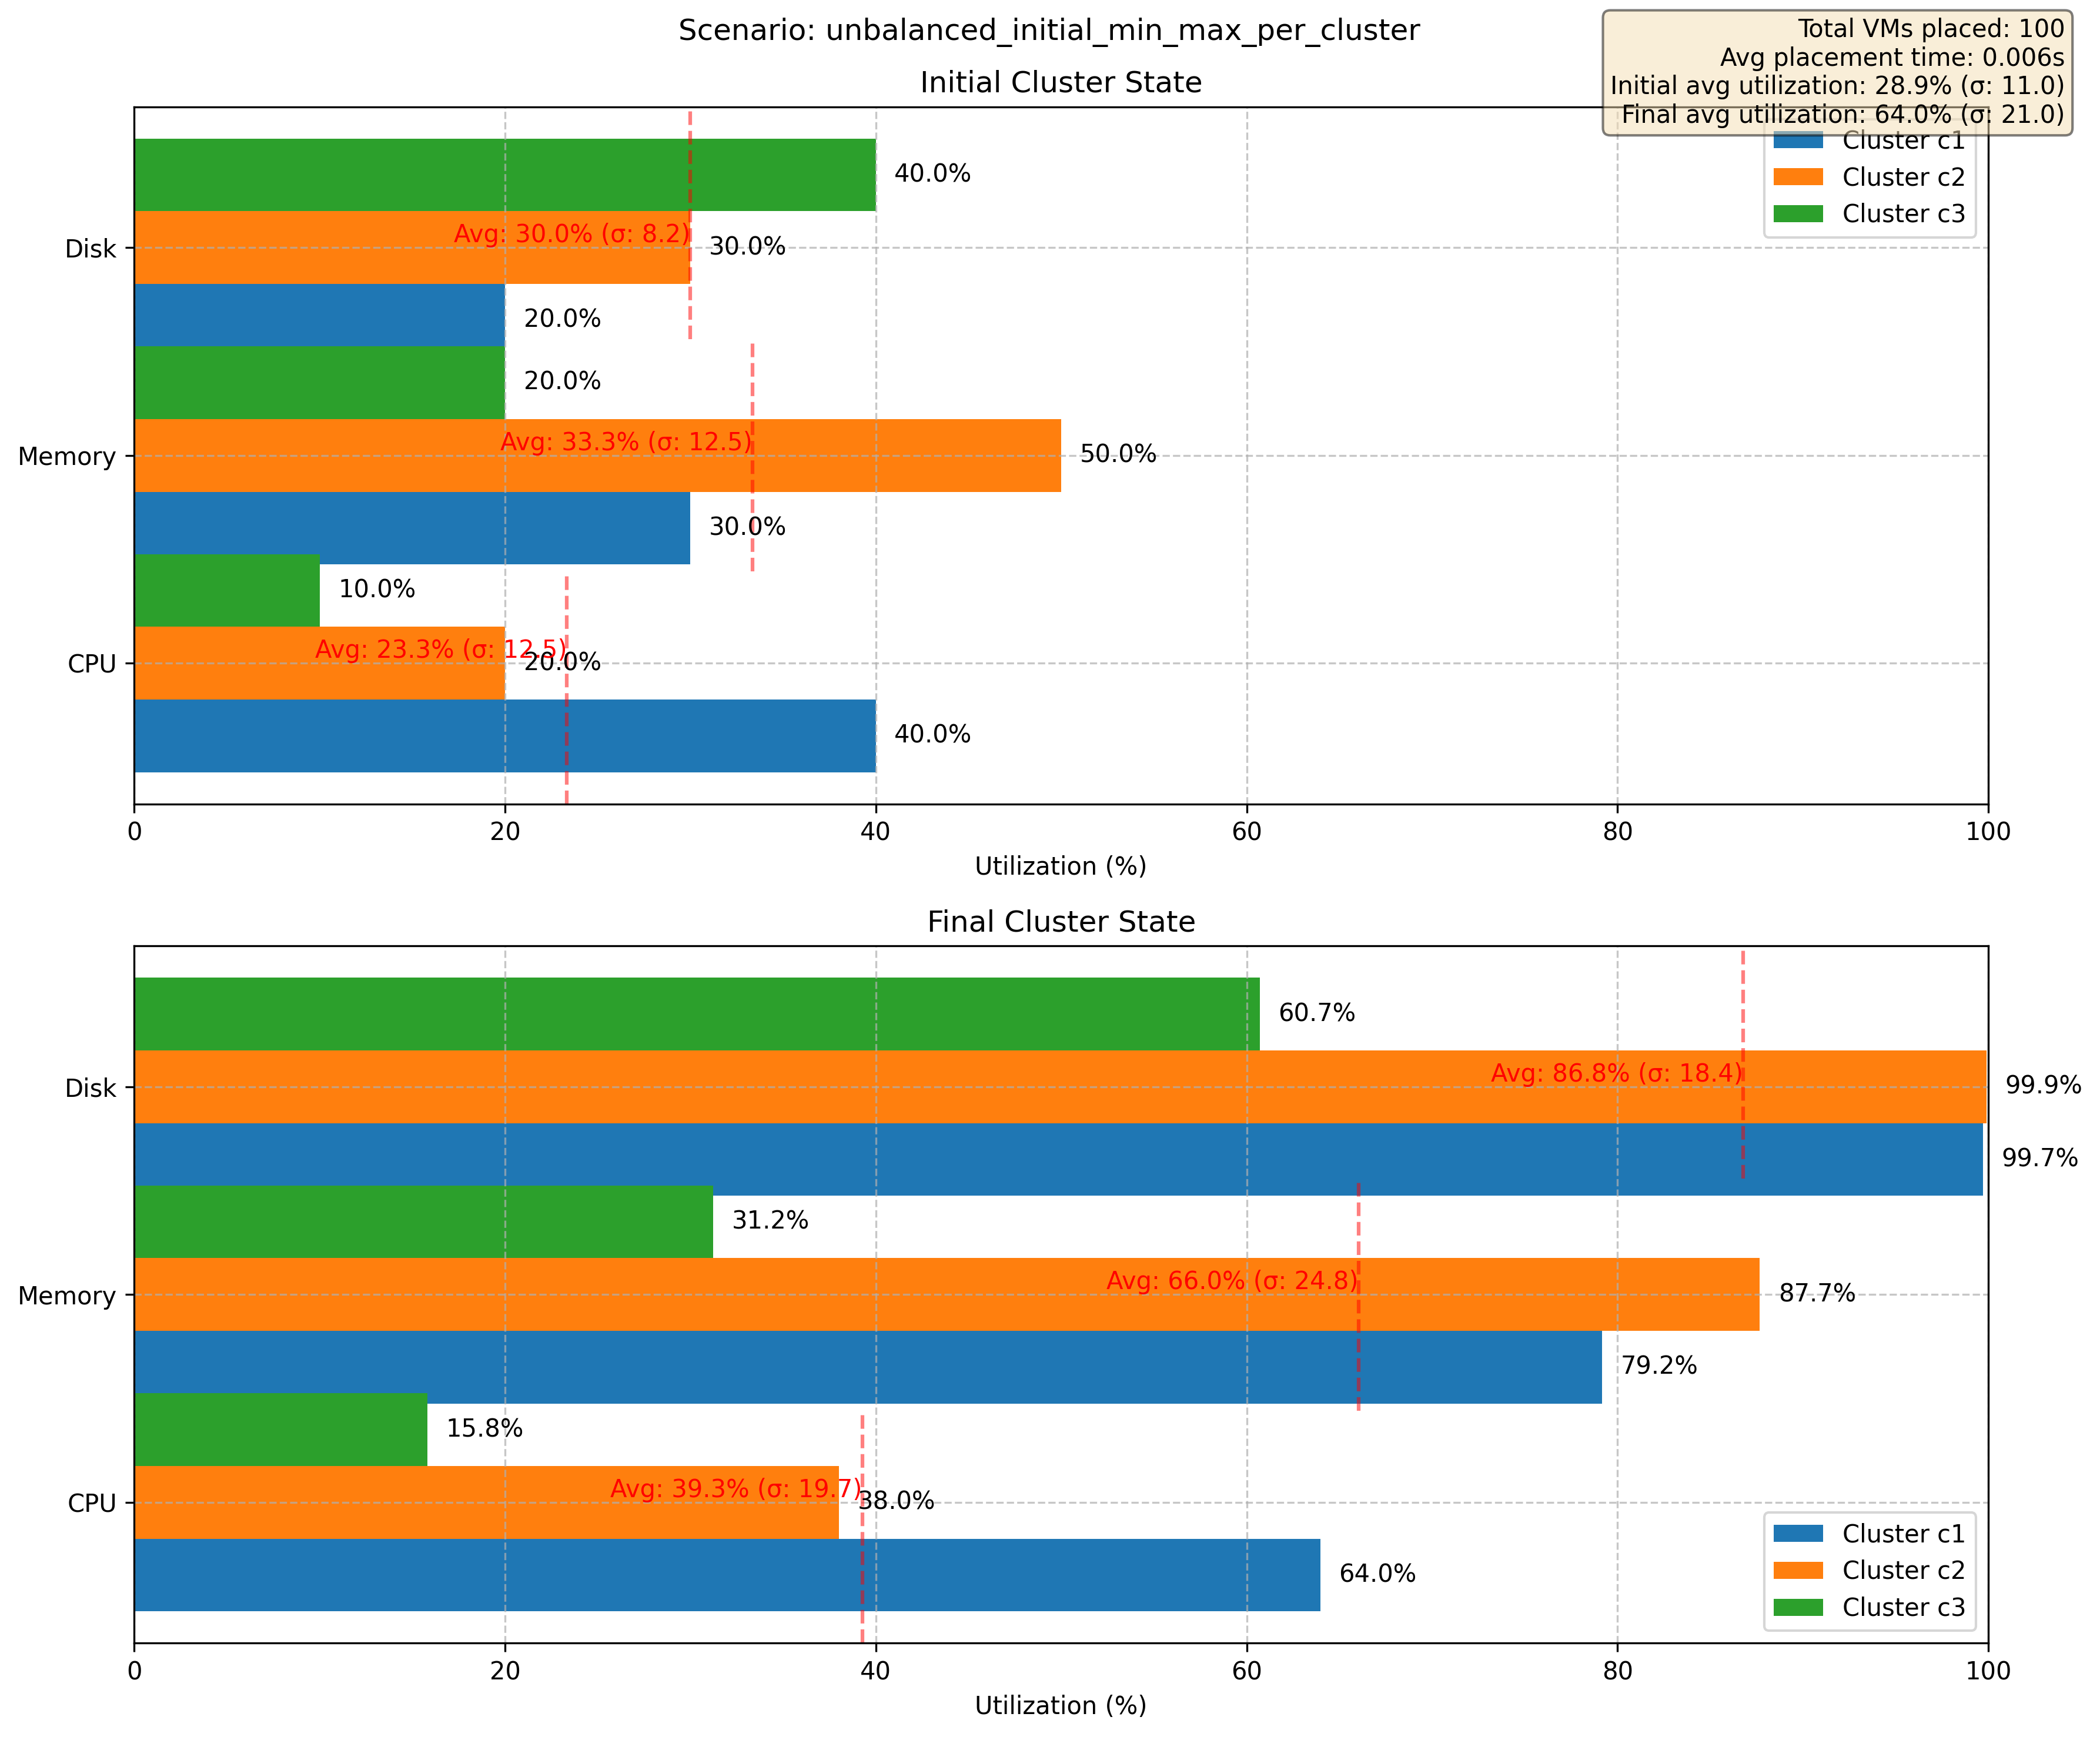 Scenario: unbalanced_initial_min_max_per_cluster
Total VMs placed: 100
Avg placement time: 0.006s
Initial avg utilization: 28.9% (σ: 11.0)
Final avg utilization: 64.0% (σ: 21.0)
Initial Cluster State
Cluster c1
Cluster c2
Cluster c3
40.0%
Avg: 30.0% (σ: 8.2)
Disk
30.0%
20.0%
20.0%
Avg: 33.3% (σ: 12.5)
Memory
50.0%
30.0%
10.0%
Avg: 23.3% (σ: 12.5)
CPU
20.0%
40.0%
0 20 40 60 80 100
Utilization (%)
Final Cluster State
60.7%
Avg: 86.8% (σ: 18.4)
Disk
99.9%
99.7%
31.2%
Avg: 66.0% (σ: 24.8)
Memory
87.7%
79.2%
15.8%
Avg: 39.3% (σ: 19.7)
CPU
38.0%
64.0%
Cluster c1
Cluster c2
Cluster c3
0 20 40 60 80 100
Utilization (%)